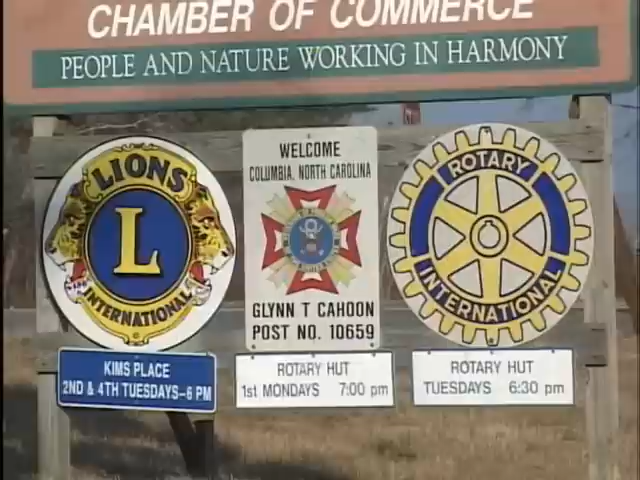 CHAMBER OF COMMERCE
PEOPLE AND NATURE WORKING IN HARMONY
LIONS
L
INTERNATIONAL
KIMS PLACE
2ND & 4TH TUESDAYS-6 PM
WELCOME
COLUMBIA, NORTH CAROLINA
GLYNN T CAHOON
POST NO. 10659
ROTARY HUT
1st MONDAYS 7:00 pm
ROTARY
INTERNATIONAL
ROTARY HUT
TUESDAYS 6:30 pm